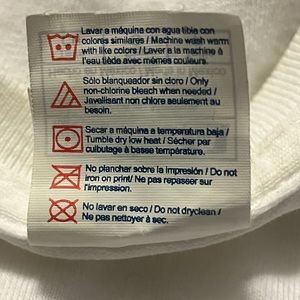 Lavar a máquina con agua tibia con
colores similares / Machine wash warm
with like colors / Laver a la machine à
l'eau tiède avec mèmes couleurs.
Sólo blanqueador sin cloro / Only
non-chlorine bleach when needed /
Javellisant non chlore seulement au
besoin.
Secar a máquina a temperatura baja /
Tumble dry low heat / Sécher par
culbutage à basse température.
No planchar sobre la impresión / Do not
iron on print/ Ne pas repasser sur
l'impression.
No lavar en seco / Do not dryclean /
Ne pas nettoyer à sec.